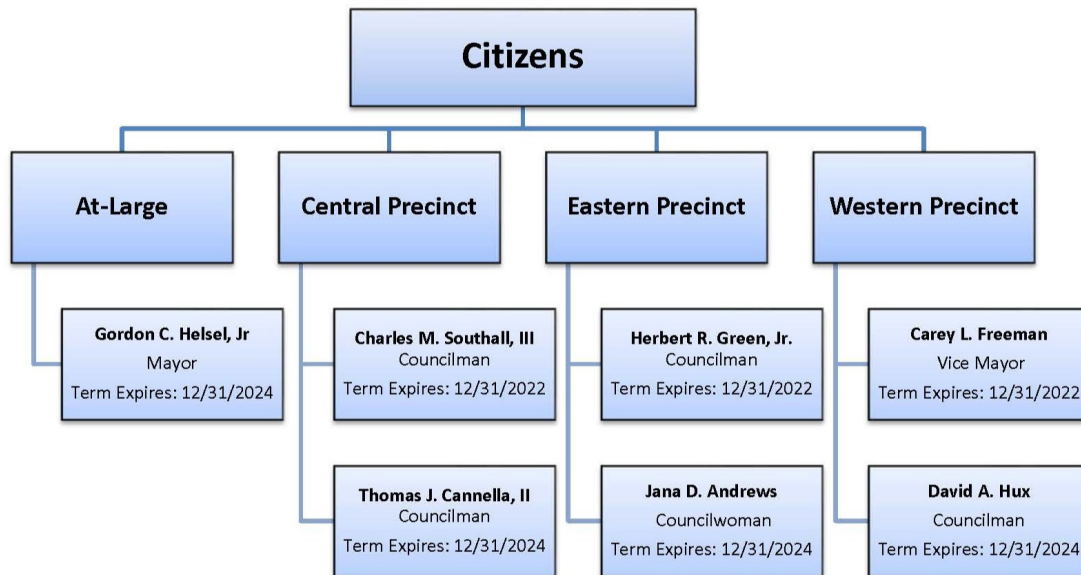 Citizens
At-Large
Central Precinct
Eastern Precinct
Western Precinct
Gordon C. Helsel, Jr
Mayor
Term Expires: 12/31/2024
Charles M. Southall, III
Councilman
Term Expires: 12/31/2022
Herbert R. Green, Jr.
Councilman
Term Expires: 12/31/2022
Carey L. Freeman
Vice Mayor
Term Expires: 12/31/2022
Thomas J. Cannella, II
Councilman
Term Expires: 12/31/2024
Jana D. Andrews
Councilwoman
Term Expires: 12/31/2024
David A. Hux
Councilman
Term Expires: 12/31/2024